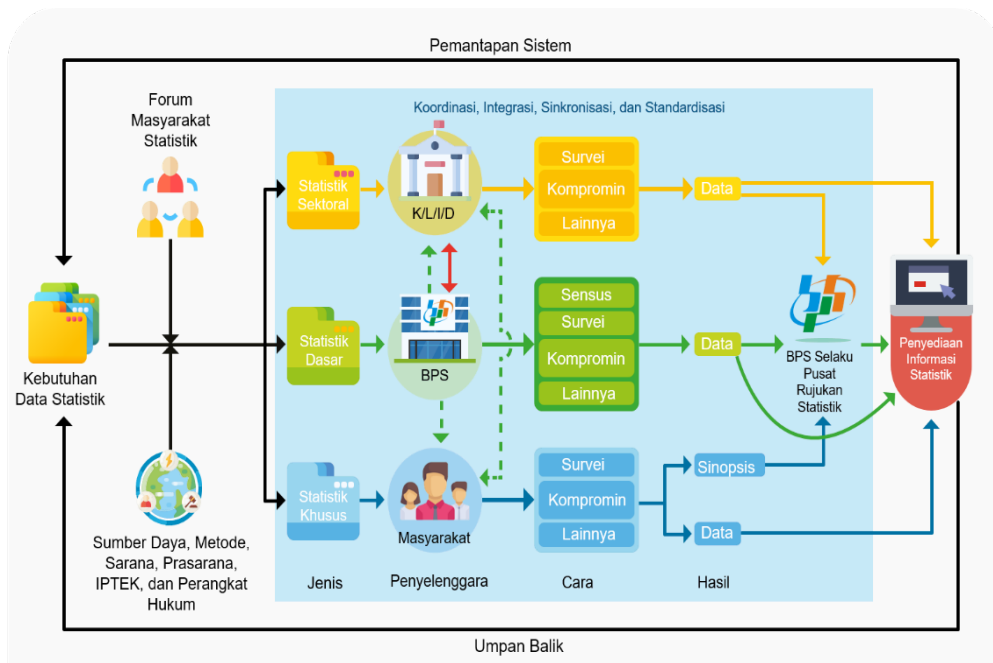 Pemantapan Sistem
Forum
Masyarakat
Statistik
Koordinasi, Integrasi, Sinkronisasi, dan Standardisasi
Statistik
Sektoral
K/L/I/D
Survei
Kompromin
Lainnya
Data
Kebutuhan
Data Statistik
Statistik
Dasar
BPS
Sensus
Survei
Kompromin
Lainnya
Data
BPS Selaku
Pusat
Rujukan
Statistik
Penyediaan
Informasi
Statistik
Sumber Daya, Metode,
Sarana, Prasarana,
IPTEK, dan Perangkat
Hukum
Statistik
Khusus
Masyarakat
Survei
Kompromin
Lainnya
Sinopsis
Data
Jenis
Penyelenggara
Cara
Hasil
Umpan Balik